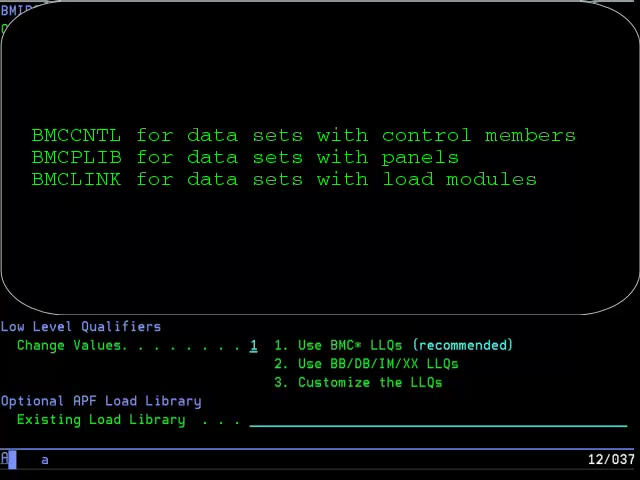 BMCCNTL for data sets with control members
BMCPLIB for data sets with panels
BMCLINK for data sets with load modules
Low Level Qualifiers
Change Values. . . . . . . . 1 1. Use BMC* LLQs (recommended)
2. Use BB/DB/IM/XX LLQs
3. Customize the LLQs
Optional APF Load Library
Existing Load Library . . .
A a 12/037